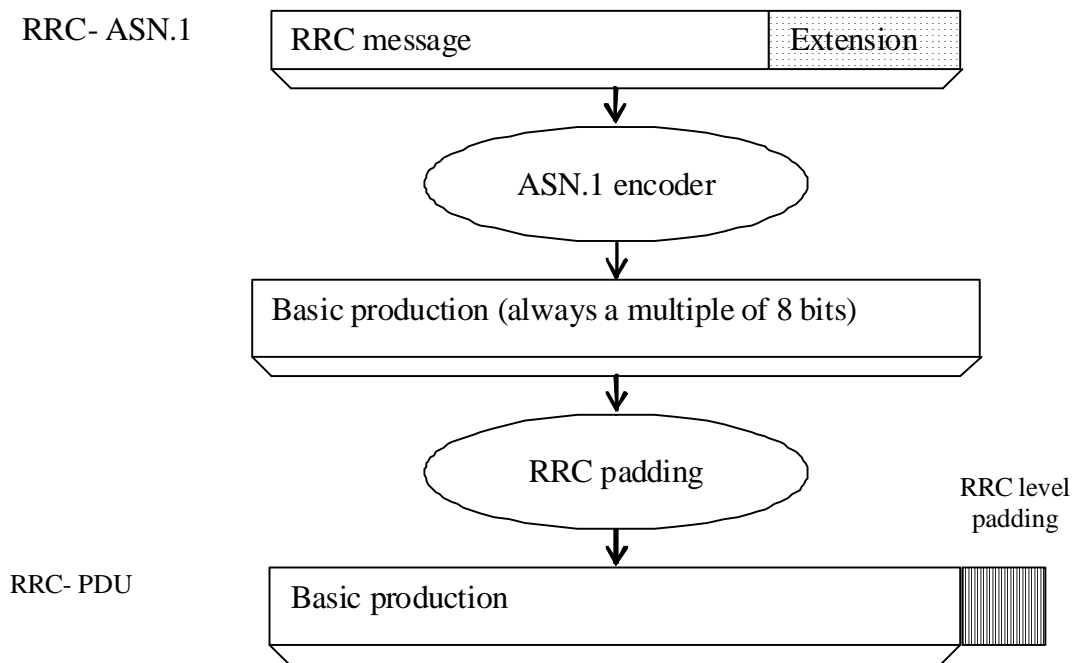 RRC- ASN.1
RRC message
Extension
ASN.1 encoder
Basic production (always a multiple of 8 bits)
RRC padding
RRC level
padding
RRC- PDU
Basic production